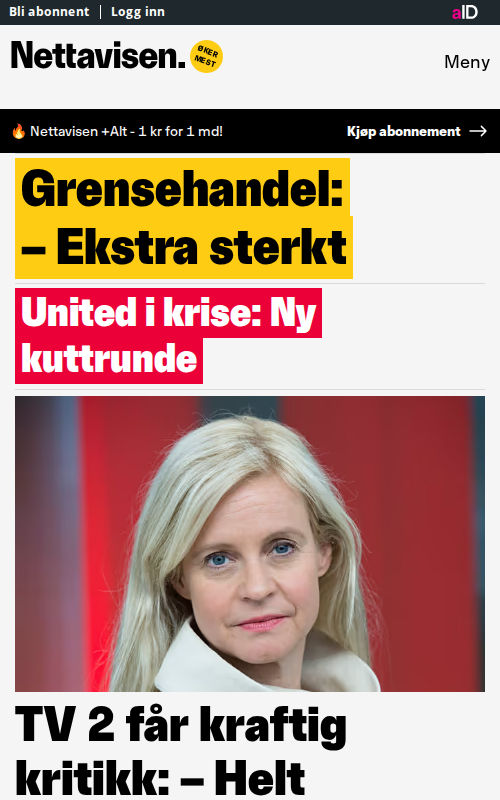 Bli abonnent | Logg inn
aID
Nettavisen.
ØKER
MEST
Meny
Nettavisen +Alt - 1 kr for 1 md!
Kjøp abonnement
Grensehandel:
– Ekstra sterkt
United i krise: Ny
kuttrunde
TV 2 får kraftig
kritikk: – Helt